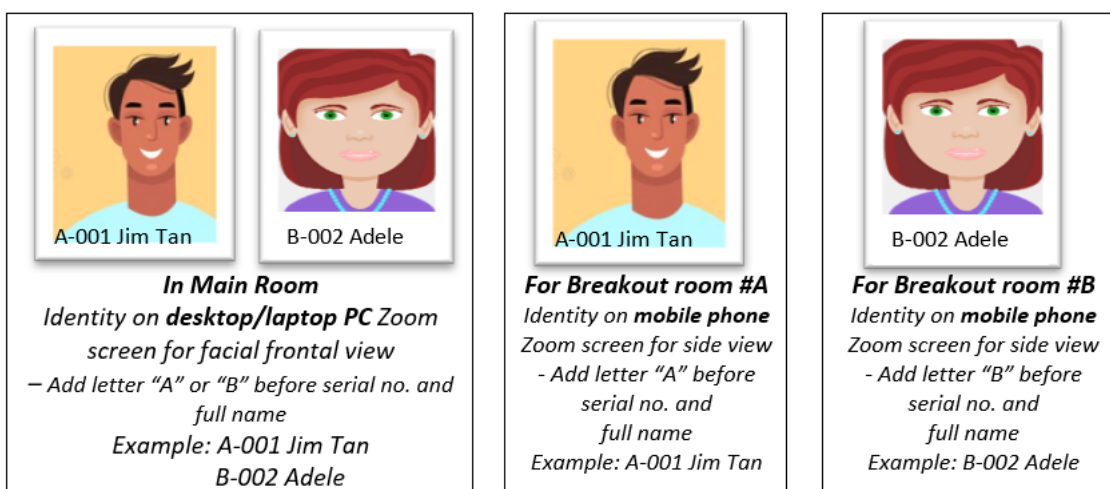 A-001 Jim Tan
B-002 Adele
In Main Room
Identity on desktop/laptop PC Zoom
screen for facial frontal view
– Add letter “A” or “B” before serial no. and
full name
Example: A-001 Jim Tan
B-002 Adele
A-001 Jim Tan
For Breakout room #A
Identity on mobile phone
Zoom screen for side view
- Add letter “A” before
serial no. and
full name
Example: A-001 Jim Tan
B-002 Adele
For Breakout room #B
Identity on mobile phone
Zoom screen for side view
- Add letter “B” before
serial no. and
full name
Example: B-002 Adele